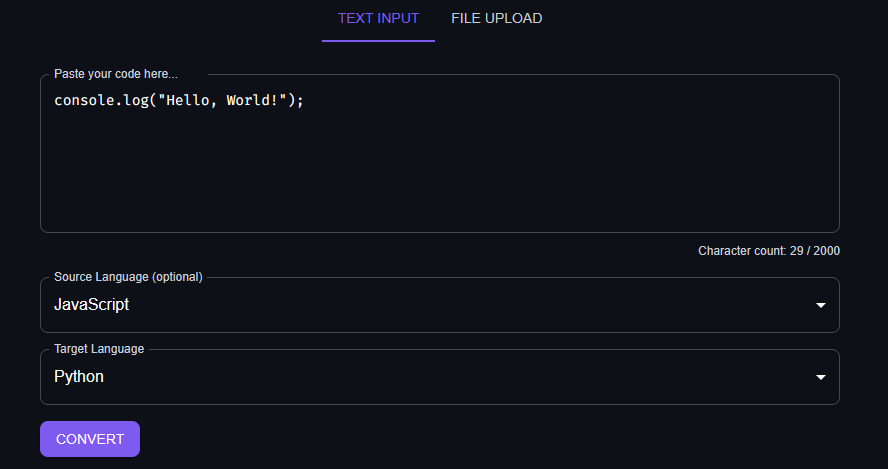 TEXT INPUT FILE UPLOAD
Paste your code here...
console.log("Hello, World!");
Character count: 29 / 2000
Source Language (optional)
JavaScript
Target Language
Python
CONVERT